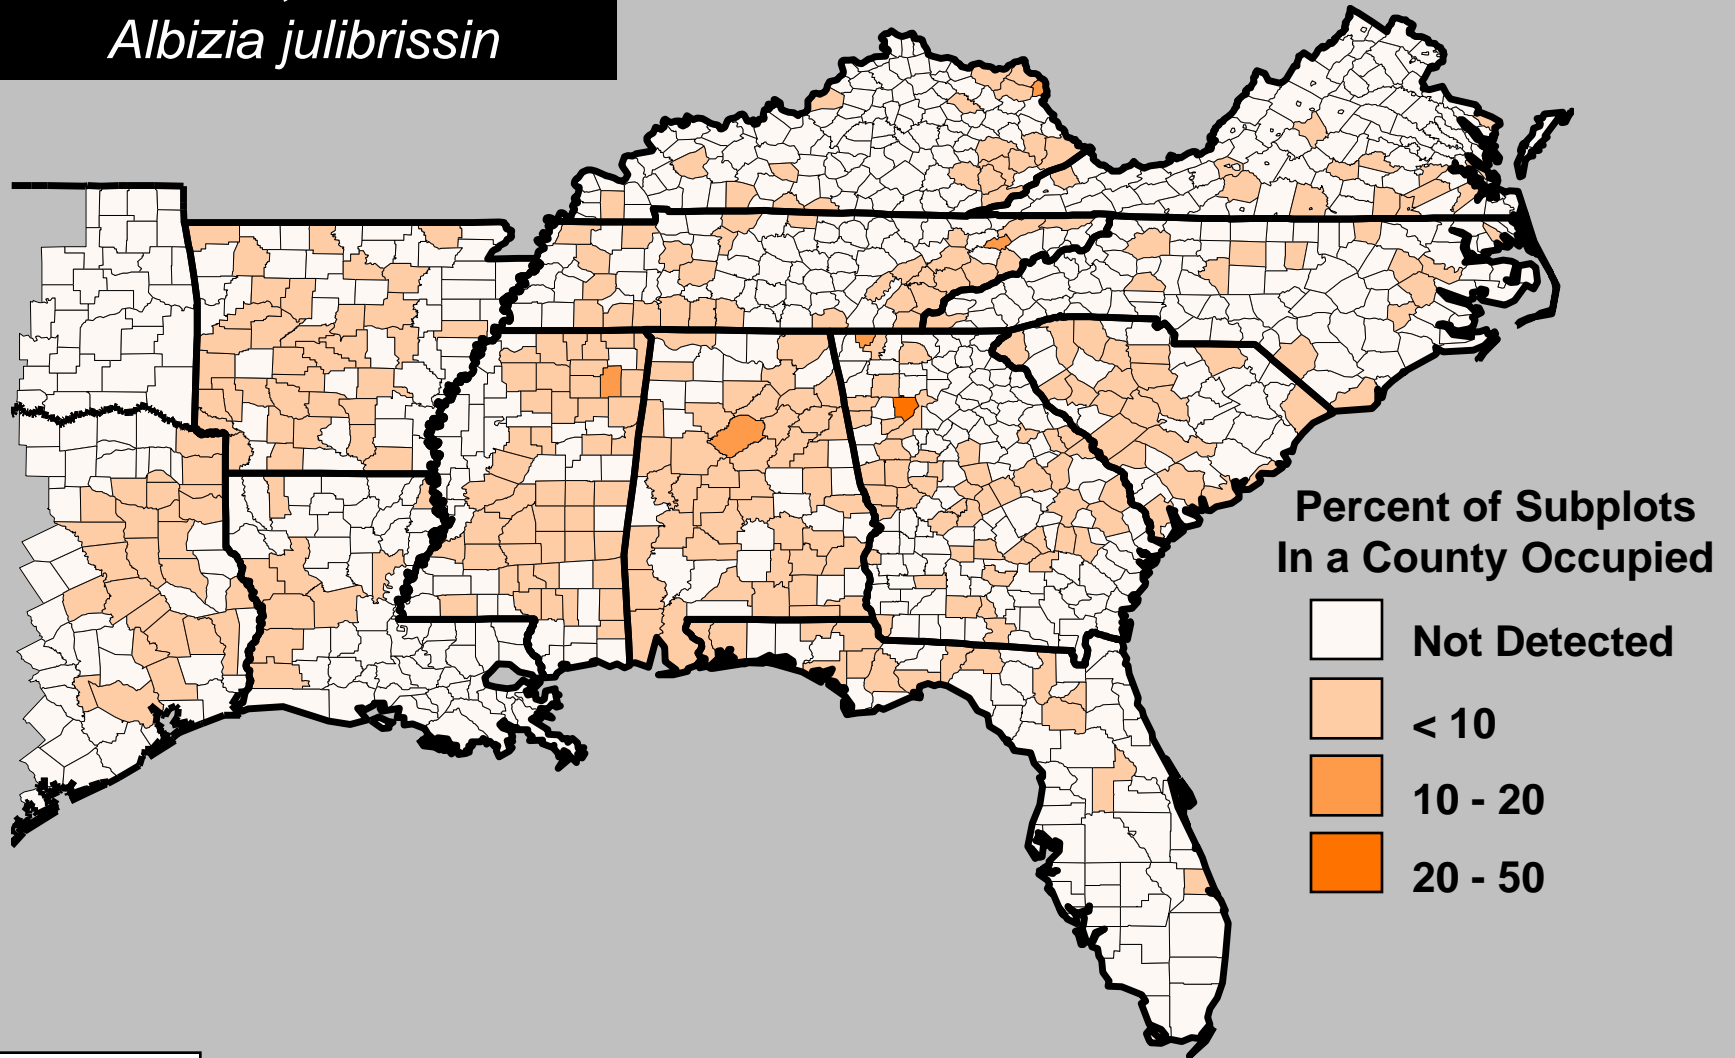 Albizia julibrissin
Percent of Subplots
In a County Occupied
Not Detected
< 10
10 - 20
20 - 50